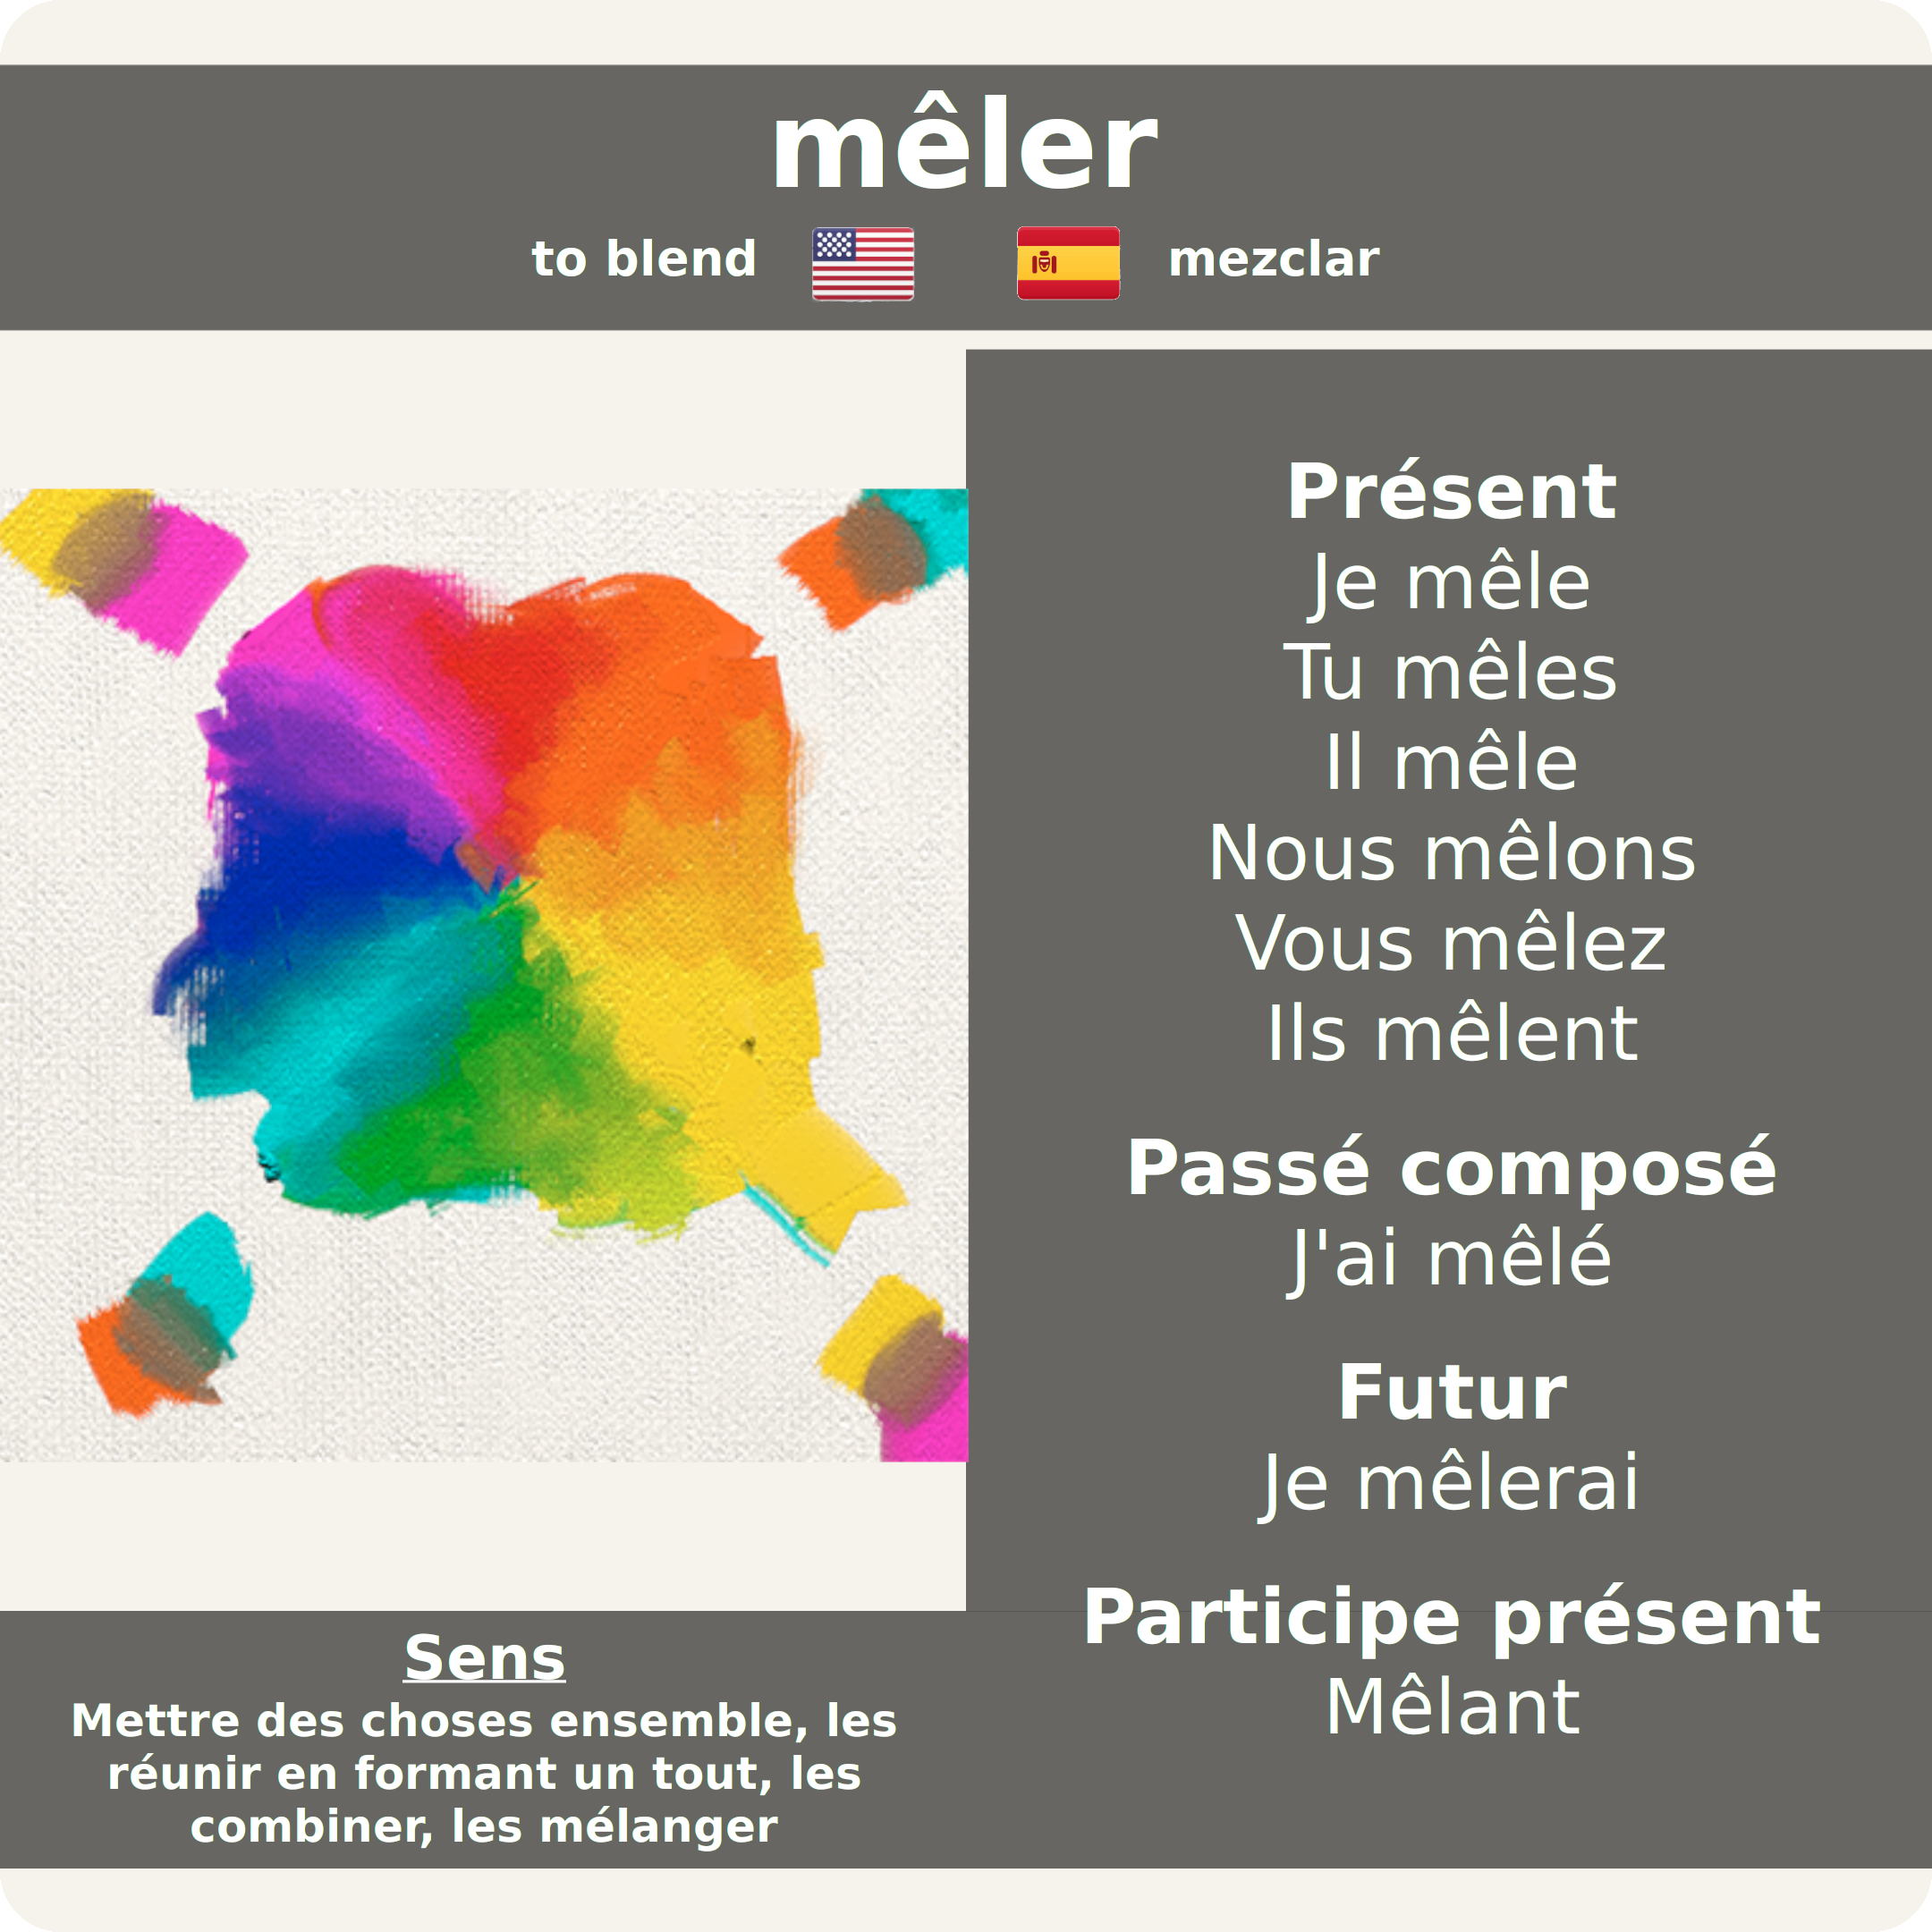 mêler
to blend
mezclar
Présent
Je mêle
Tu mêles
Il mêle
Nous mêlons
Vous mêlez
Ils mêlent
Passé composé
J'ai mêlé
Futur
Je mêlerai
Participe présent
Mêlant
Sens
Mettre des choses ensemble, les
réunir en formant un tout, les
combiner, les mélanger